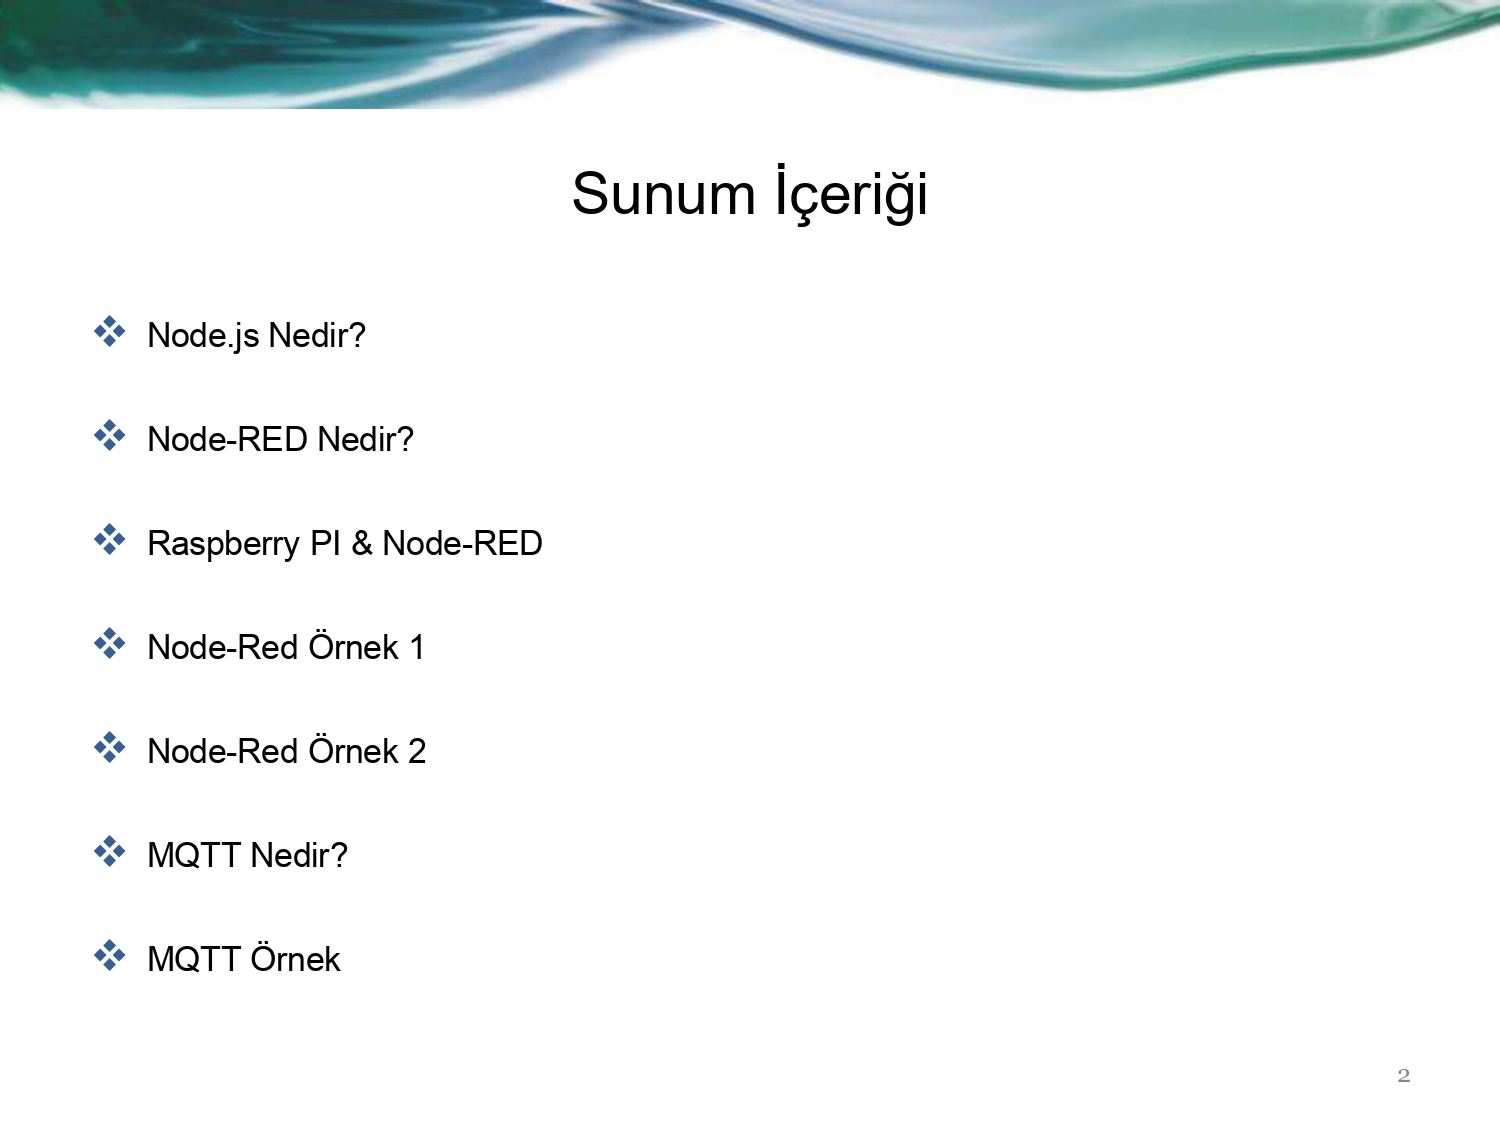 Sunum İçeriği
Node.js Nedir?
Node-RED Nedir?
Raspberry PI & Node-RED
Node-Red Örnek 1
Node-Red Örnek 2
MQTT Nedir?
MQTT Örnek
2